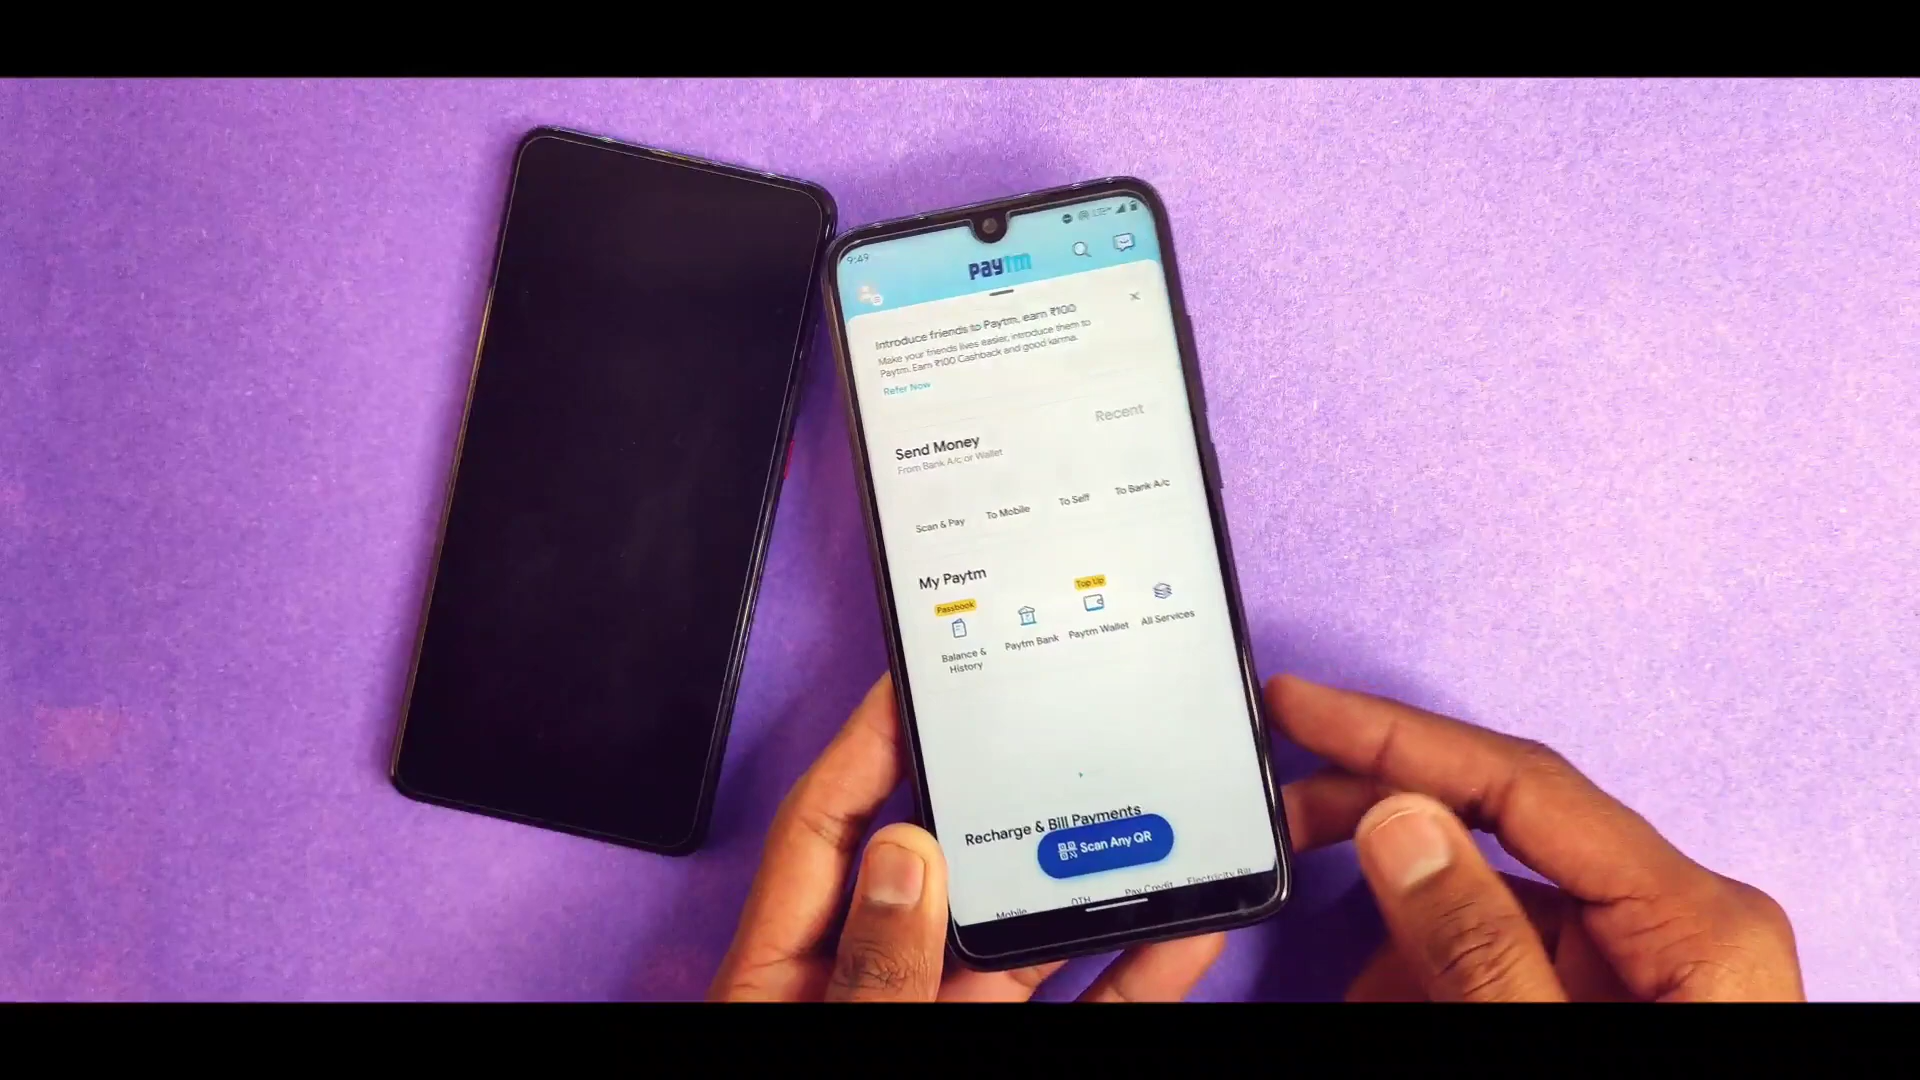 9:49
paytm
Introduce friends to Paytm, earn ₹100
Make your friends lives easier, introduce them to
Paytm. Earn ₹100 Cashback and good karma.
Refer Now
Send Money
Recent
From Bank A/c or Wallet
Scan & Pay
To Mobile
To Self
To Bank A/c
My Paytm
Passbook
Top Up
Balance &
History
Paytm Bank
Paytm Wallet
All Services
Recharge & Bill Payments
Scan Any QR
Mobile
DTH
Pay Credit
Electricity Bill